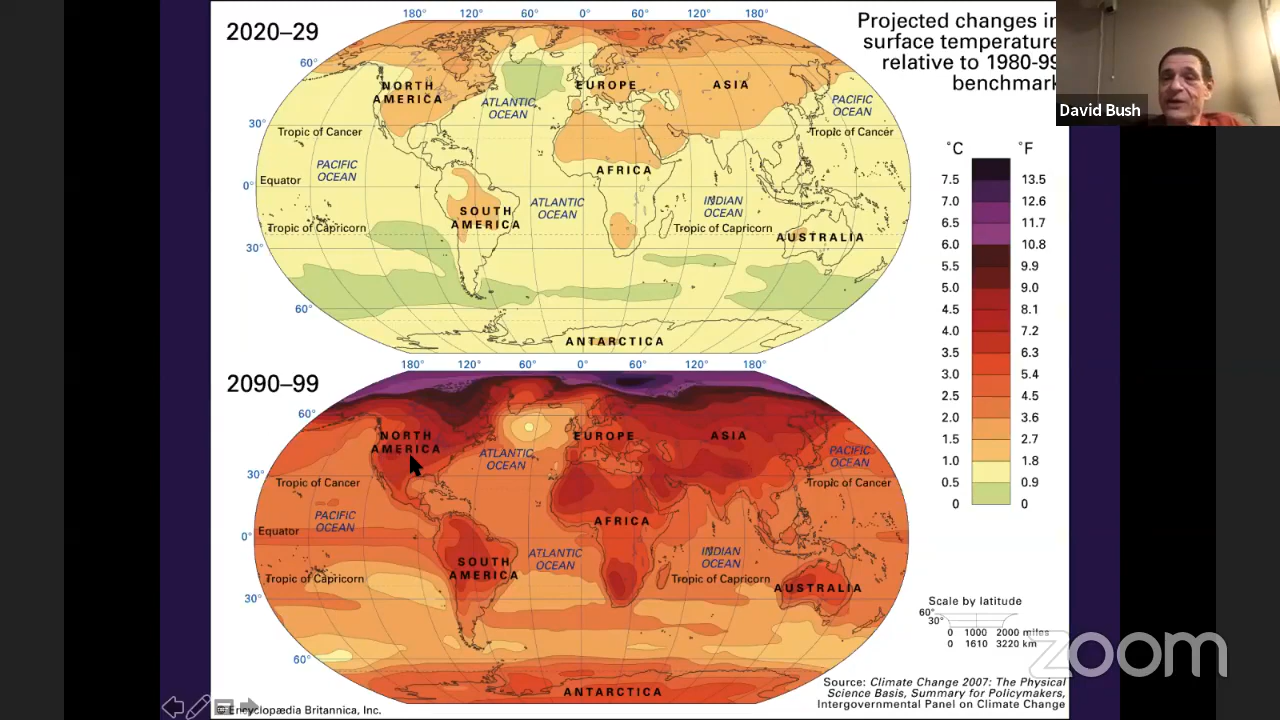 2020–29
180° 120° 60° 0° 60° 120° 180°
Projected changes in
surface temperature
relative to 1980-99
benchmark
David Bush
60°
30°
0°
30°
60°
NORTH
AMERICA
ATLANTIC
OCEAN
EUROPE
ASIA
PACIFIC
OCEAN
Tropic of Cancer
Tropic of Cancer
PACIFIC
OCEAN
Equator
AFRICA
SOUTH
AMERICA
ATLANTIC
OCEAN
INDIAN
OCEAN
Tropic of Capricorn
Tropic of Capricorn
AUSTRALIA
ANTARCTICA
°C °F
7.5 13.5
7.0 12.6
6.5 11.7
6.0 10.8
5.5 9.9
5.0 9.0
4.5 8.1
4.0 7.2
3.5 6.3
3.0 5.4
2.5 4.5
2.0 3.6
1.5 2.7
1.0 1.8
0.5 0.9
0 0
2090–99
180° 120° 60° 0° 60° 120° 180°
60°
30°
0°
30°
60°
NORTH
AMERICA
ATLANTIC
OCEAN
EUROPE
ASIA
PACIFIC
OCEAN
Tropic of Cancer
Tropic of Cancer
PACIFIC
OCEAN
Equator
AFRICA
SOUTH
AMERICA
ATLANTIC
OCEAN
INDIAN
OCEAN
Tropic of Capricorn
Tropic of Capricorn
AUSTRALIA
ANTARCTICA
Scale by latitude
60°
30°
0 1000 2000 miles
0 1610 3220 km
zoom
Source: Climate Change 2007: The Physical
Science Basis, Summary for Policymakers,
Intergovernmental Panel on Climate Change
© Encyclopædia Britannica, Inc.